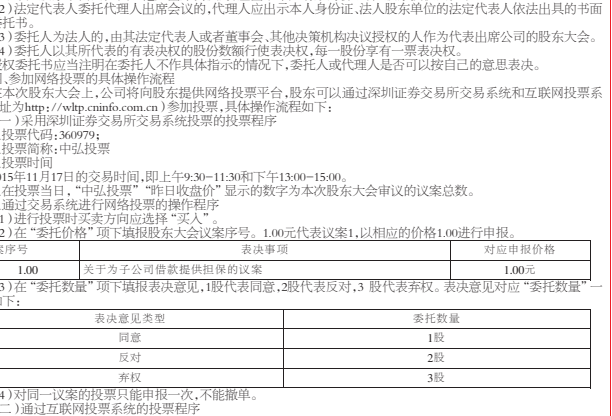 2)法定代表人委托代理人出席会议的,代理人应出示本人身份证、法人股东单位的法定代表人依法出具的书面
委托书。
3)委托人为法人的,由其法定代表人或者董事会、其他决策机构决议授权的人作为代表出席公司的股东大会。
4)委托人以其所代表的有表决权的股份数额行使表决权,每一股份享有一票表决权。
授权委托书应当注明在委托人不作具体指示的情况下,委托人或代理人是否可以按自己的意思表决。
、参加网络投票的具体操作流程
在本次股东大会上,公司将向股东提供网络投票平台,股东可以通过深圳证券交易所交易系统和互联网投票系
址为http://wltp.cninfo.com.cn)参加投票,具体操作流程如下:
一)采用深圳证券交易所交易系统投票的投票程序
投票代码:360979;
投票简称:中弘投票
投票时间
015年11月17日的交易时间,即上午9:30-11:30和下午13:00-15:00。
在投票当日,“中弘投票”“昨日收盘价”显示的数字为本次股东大会审议的议案总数。
通过交易系统进行网络投票的操作程序
1)进行投票时买卖方向应选择“买入”。
2)在“委托价格”项下填报股东大会议案序号。1.00元代表议案1,以相应的价格1.00进行申报。
案序号 表决事项 对应申报价格
1.00 关于为子公司借款提供担保的议案 1.00元
3)在“委托数量”项下填报表决意见,1股代表同意,2股代表反对,3 股代表弃权。表决意见对应“委托数量”一
如下:
表决意见类型 委托数量
同意 1股
反对 2股
弃权 3股
4)对同一议案的投票只能申报一次,不能撤单。
二)通过互联网投票系统的投票程序